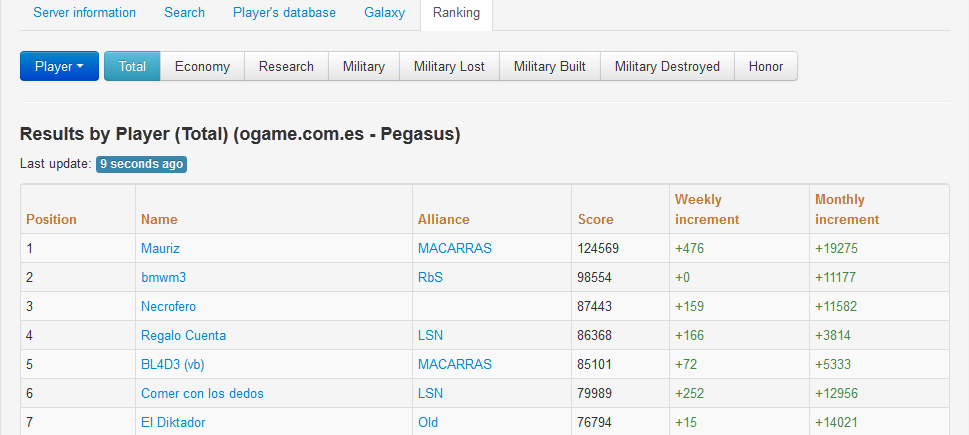 Server information Search Player's database Galaxy Ranking
Player Total Economy Research Military Military Lost Military Built Military Destroyed Honor
Results by Player (Total) (ogame.com.es - Pegasus)
Last update: 9 seconds ago
Position Name Alliance Score Weekly increment Monthly increment
1 Mauriz MACARRAS 124569 +476 +19275
2 bmwm3 RbS 98554 +0 +11177
3 Necrofero 87443 +159 +11582
4 Regalo Cuenta LSN 86368 +166 +3814
5 BL4D3 (vb) MACARRAS 85101 +72 +5333
6 Comer con los dedos LSN 79989 +252 +12956
7 El Diktador Old 76794 +15 +14021